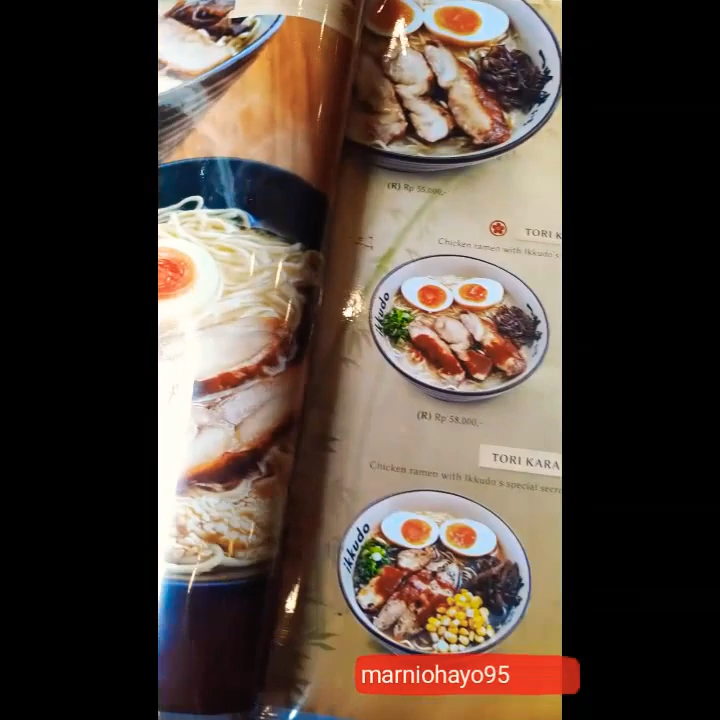 (R) Rp 55.000,-
TORI K
Chicken ramen with Ikkudo's
ikkudo
(R) Rp 58.000,-
TORI KARA
Chicken ramen with Ikkudo's special secre
ikkudo
marniohayo95